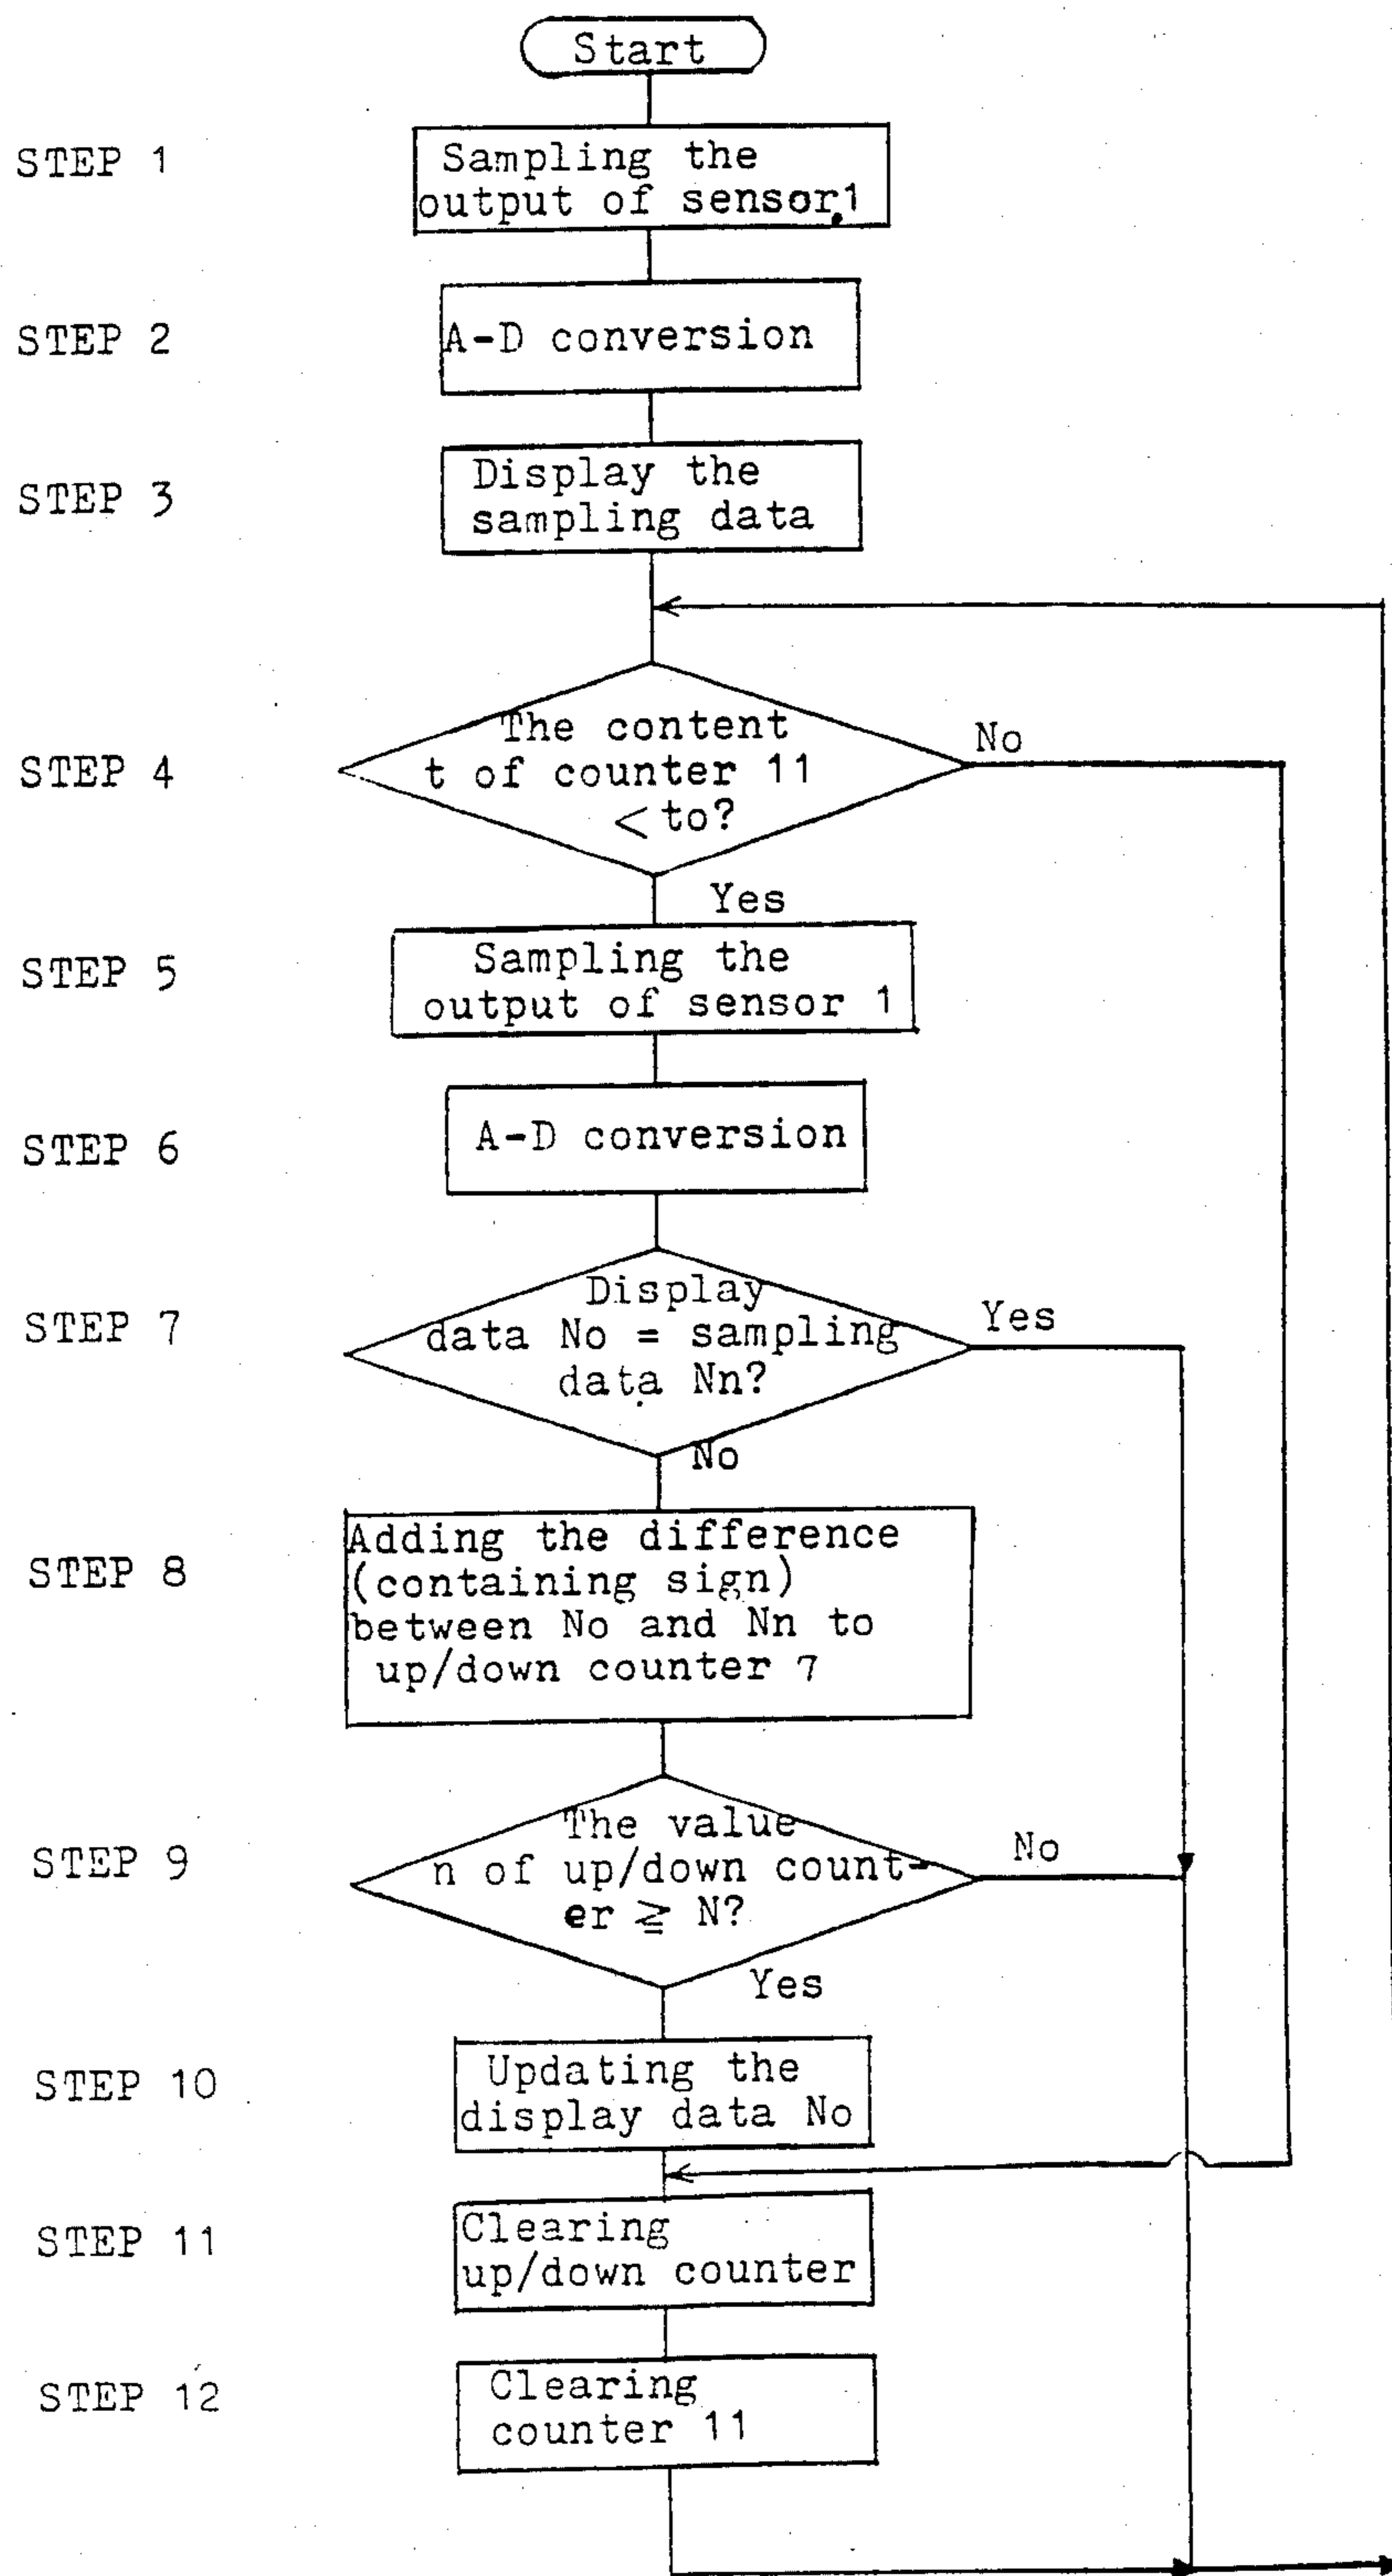 Start
STEP 1
Sampling the
output of sensor 1
STEP 2
A-D conversion
STEP 3
Display the
sampling data
STEP 4
The content
t of counter 11
< to?
No
Yes
STEP 5
Sampling the
output of sensor 1
STEP 6
A-D conversion
STEP 7
Display
data No = sampling
data Nn?
Yes
No
STEP 8
Adding the difference
(containing sign)
between No and Nn to
up/down counter 7
STEP 9
The value
n of up/down count-
er ≧ N?
No
Yes
STEP 10
Updating the
display data No
STEP 11
Clearing
up/down counter
STEP 12
Clearing
counter 11